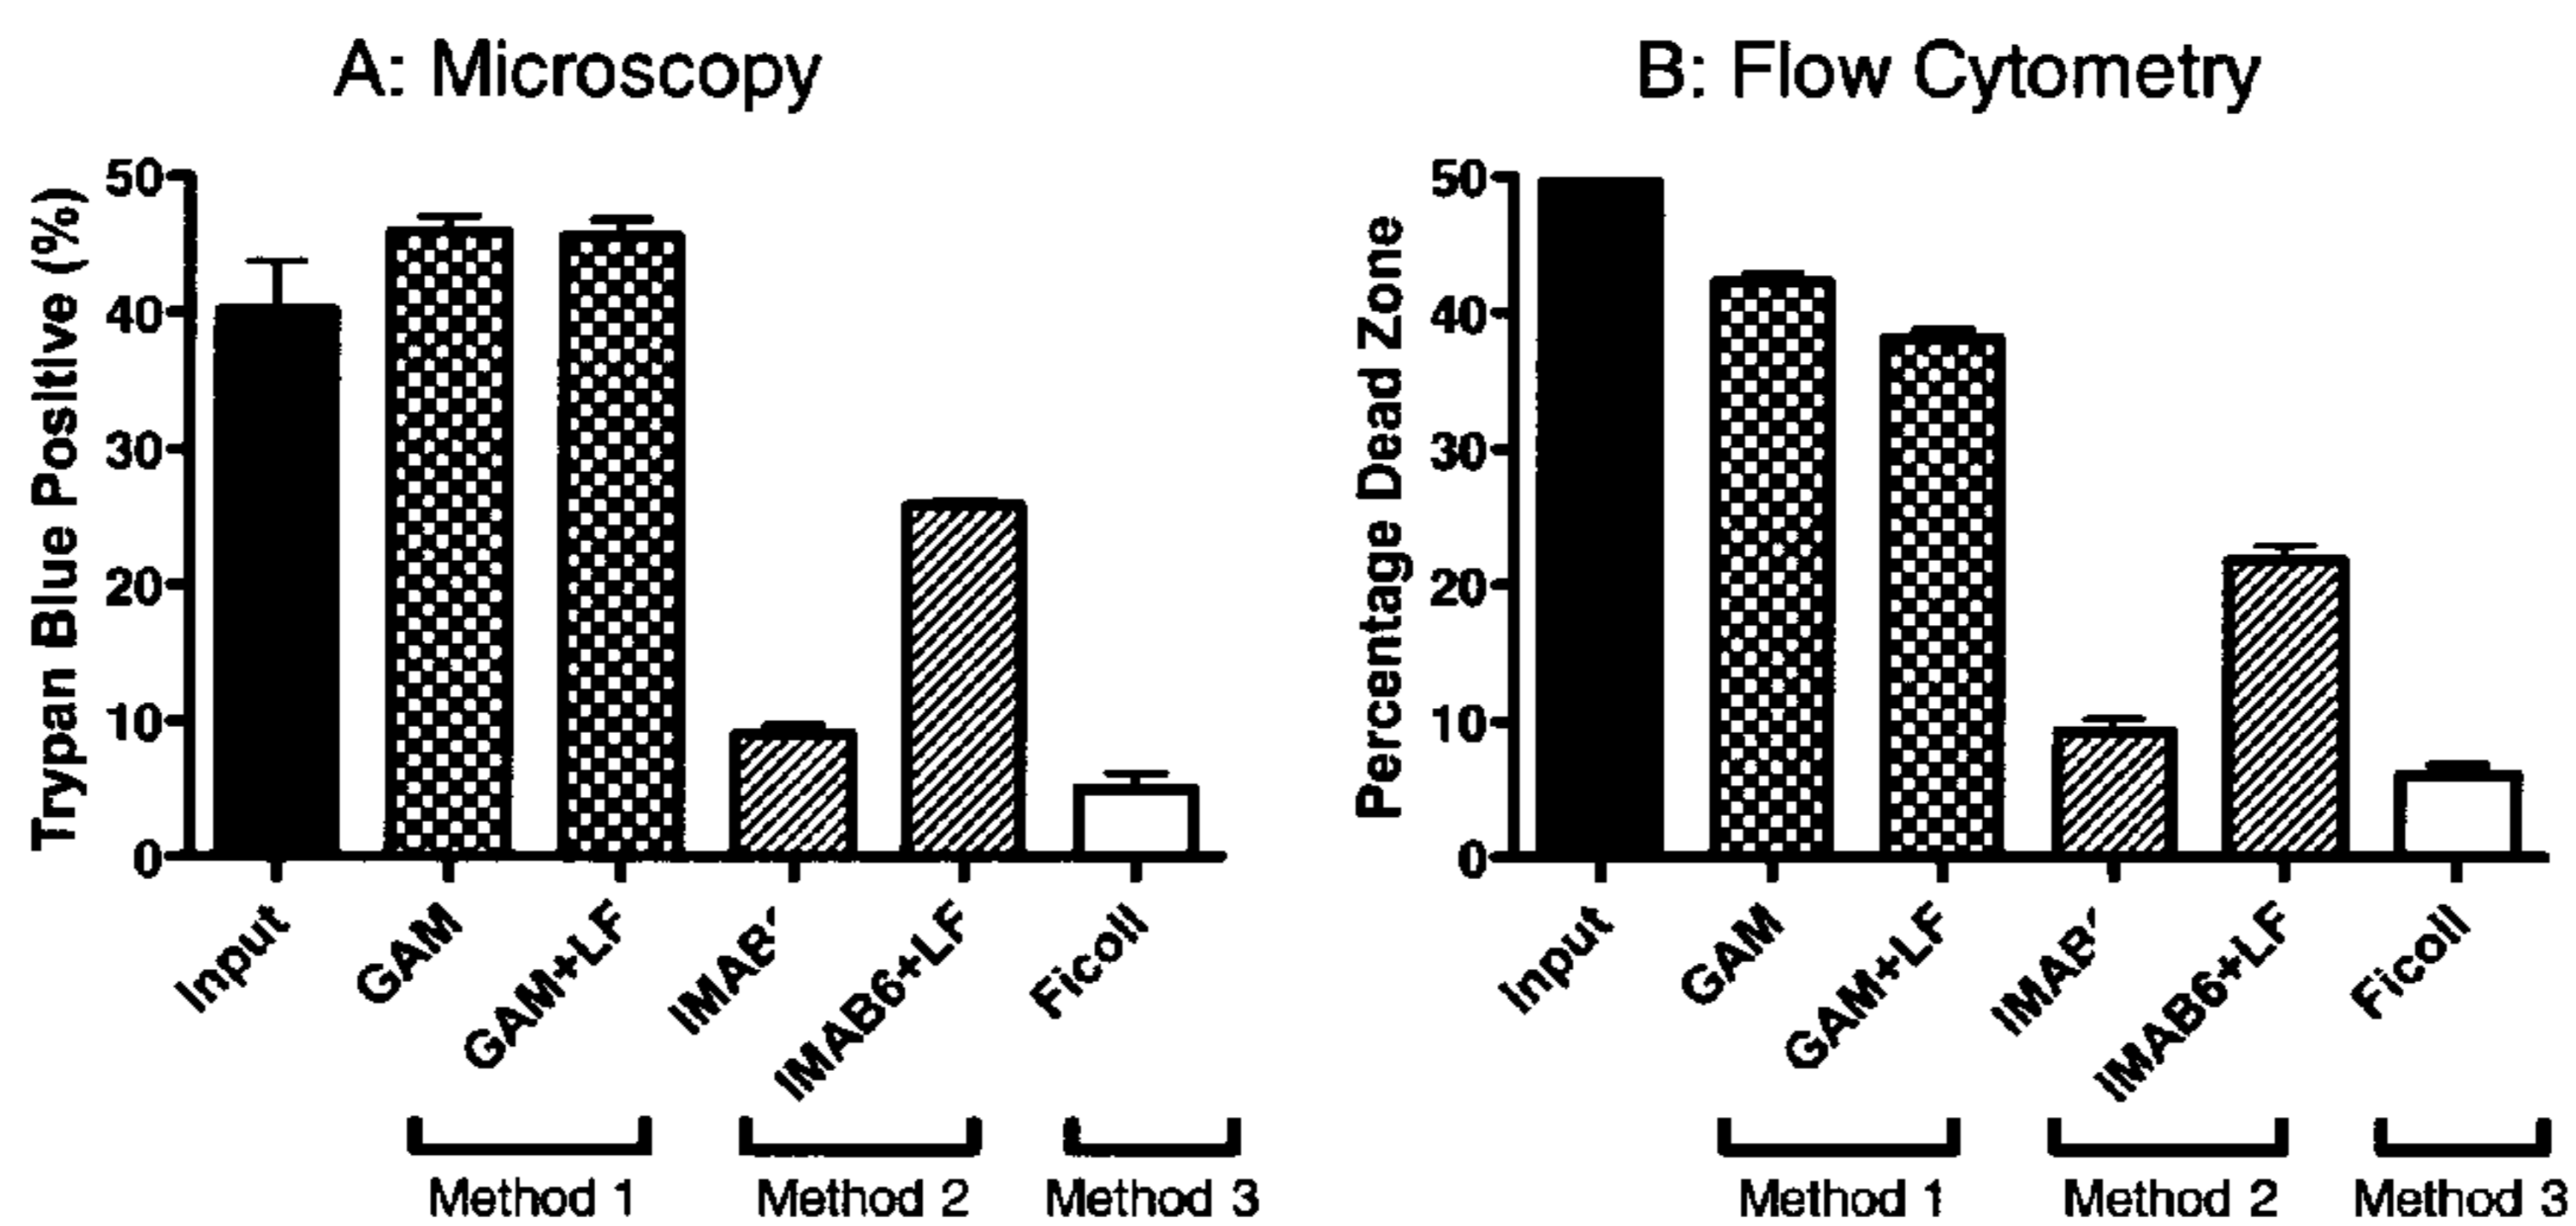 A: Microscopy
Trypan Blue Positive (%)
50
40
30
20
10
0
Input
GAM
GAM+LF
IMAB
IMAB6+LF
Ficoll
Method 1
Method 2
Method 3
B: Flow Cytometry
Percentage Dead Zone
50
40
30
20
10
0
Input
GAM
GAM+LF
IMAB
IMAB6+LF
Ficoll
Method 1
Method 2
Method 3